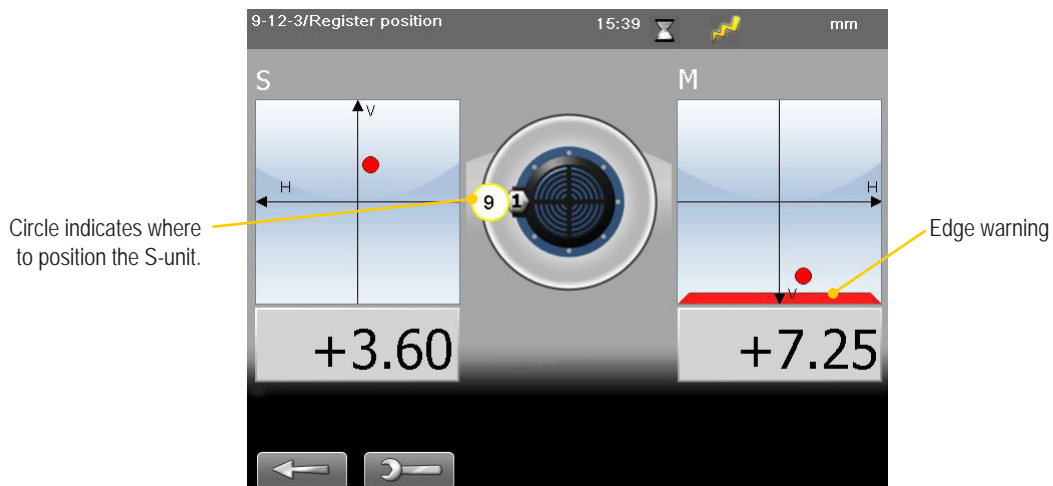 9-12-3/Register position 15:39 mm
S
M
V
H
H
9
1
Circle indicates where
to position the S-unit.
Edge warning
V
+3.60
+7.25